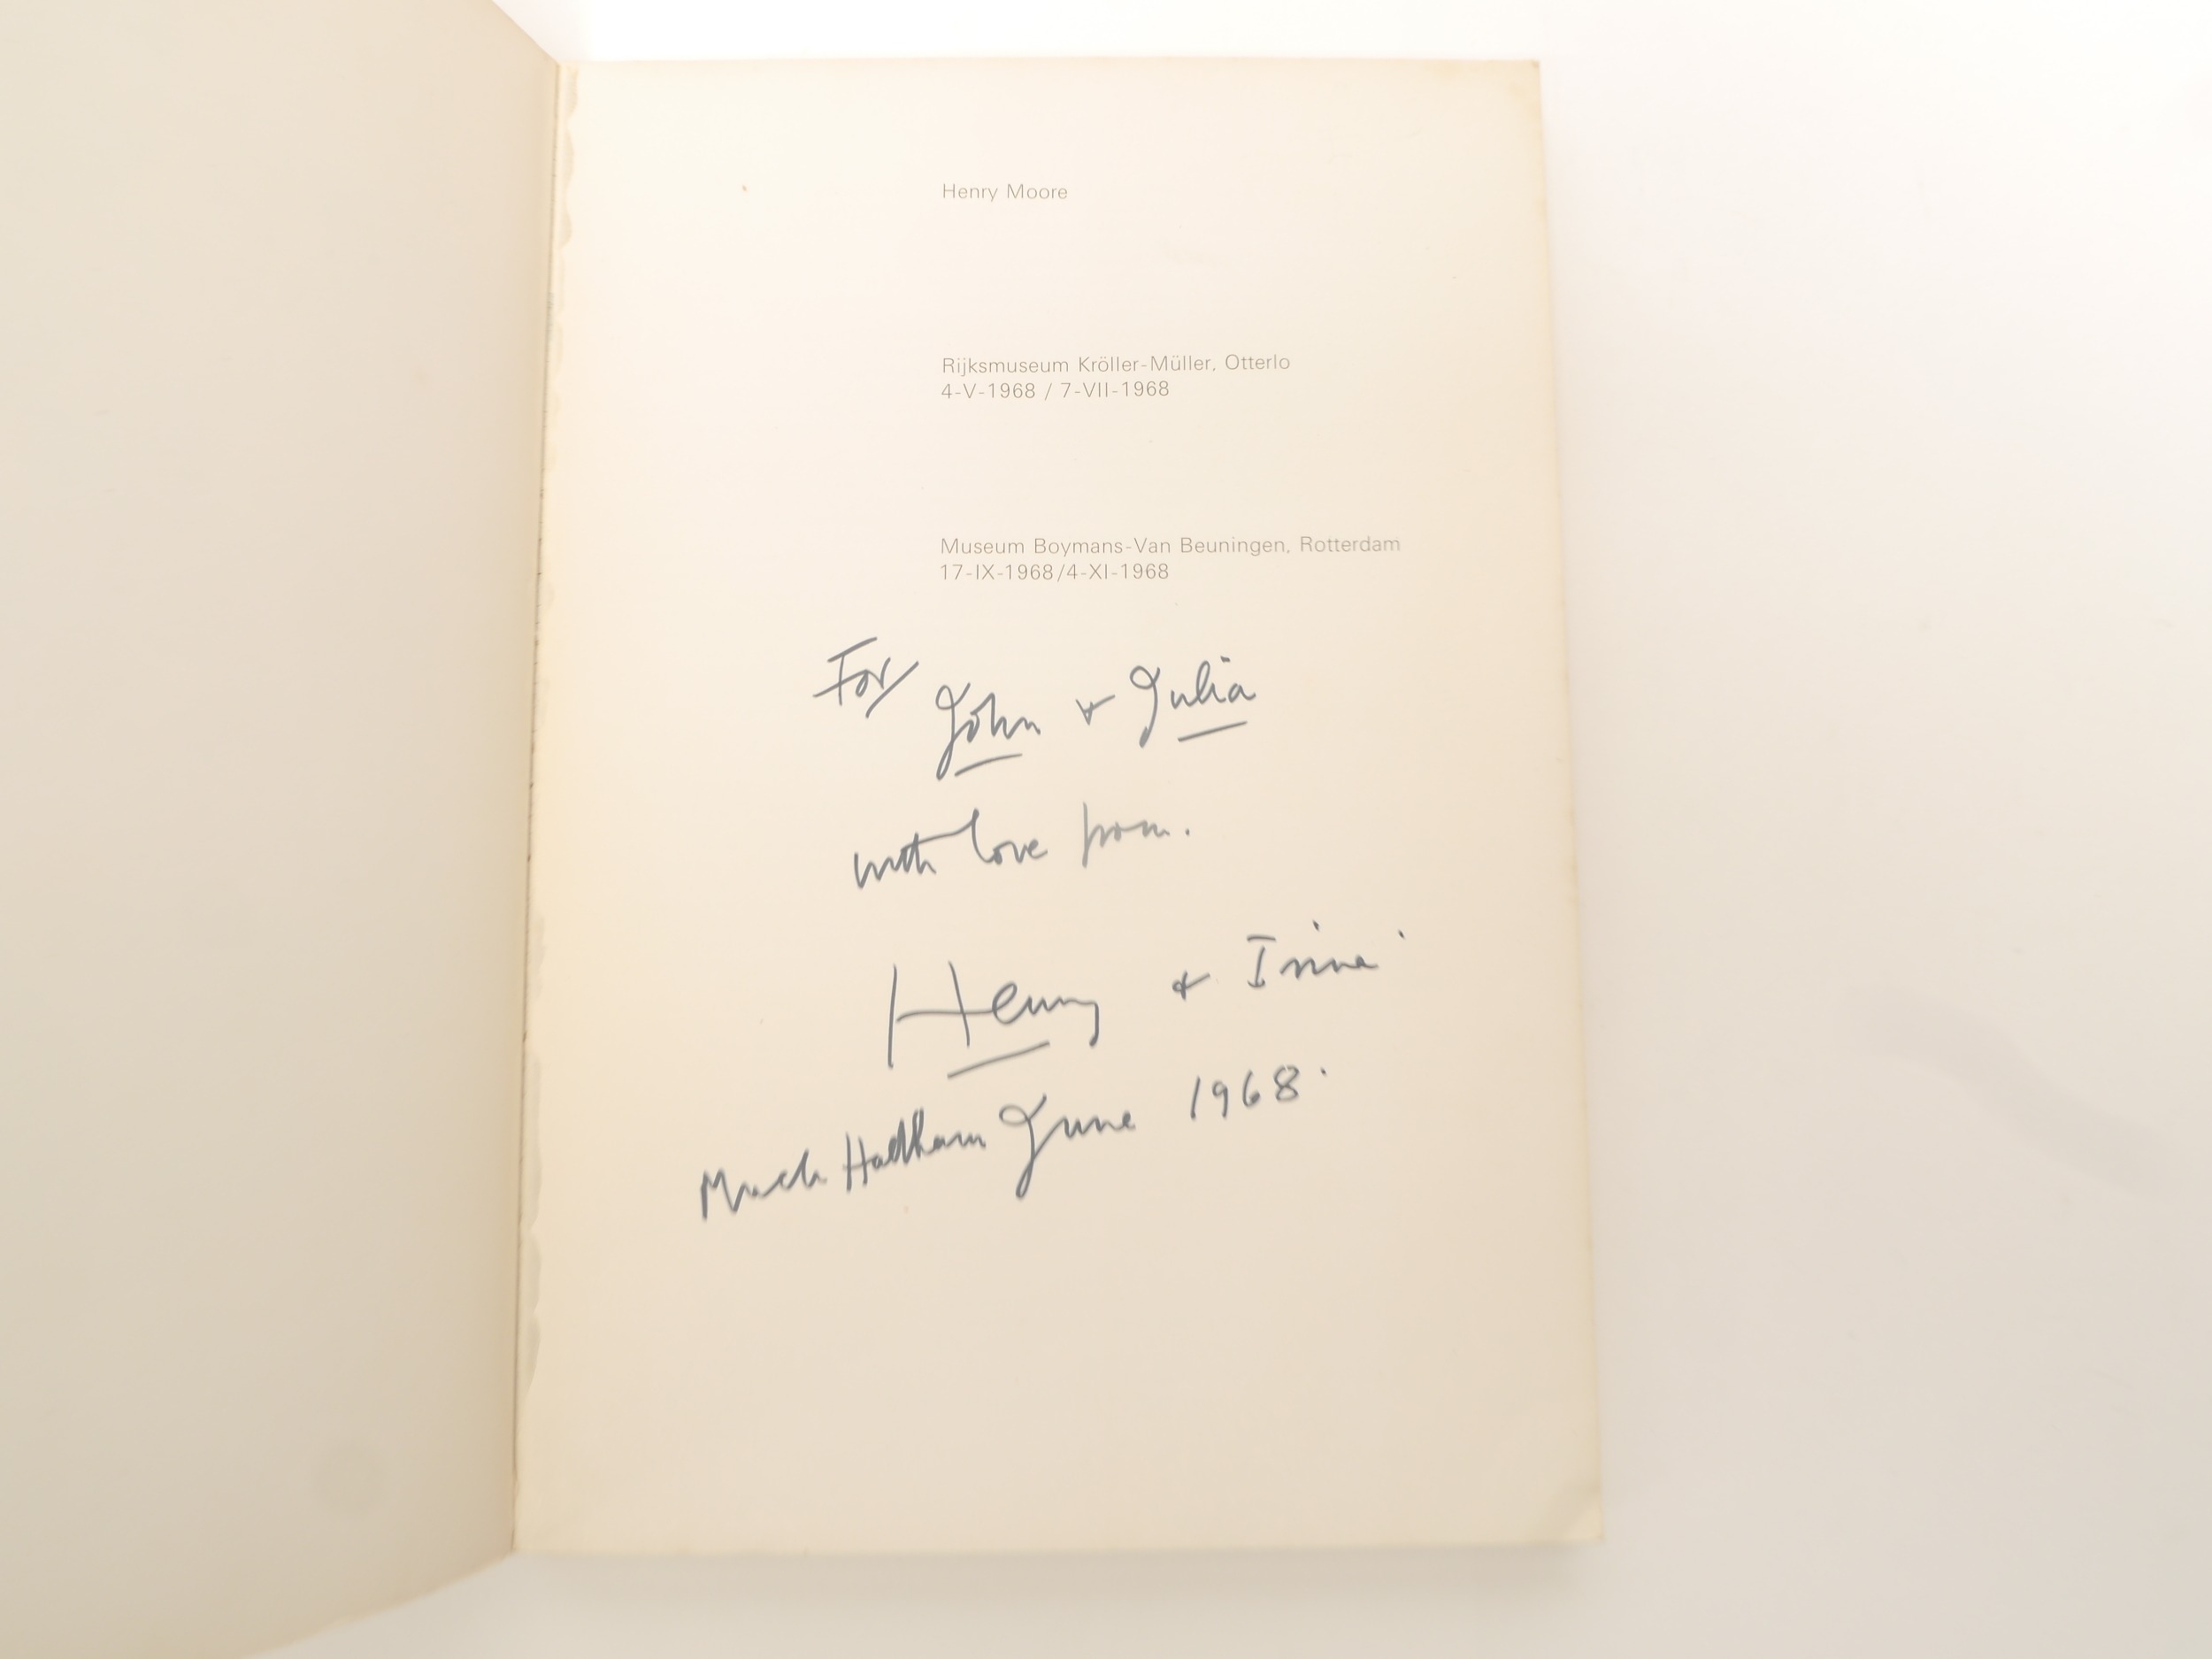 Henry Moore
Rijksmuseum Kröller-Müller, Otterlo
4-V-1968 / 7-VII-1968
Museum Boymans-Van Beuningen, Rotterdam
17-IX-1968/4-XI-1968
For John & Julia
with love from.
Henry & Irina
Much Hadham June 1968.